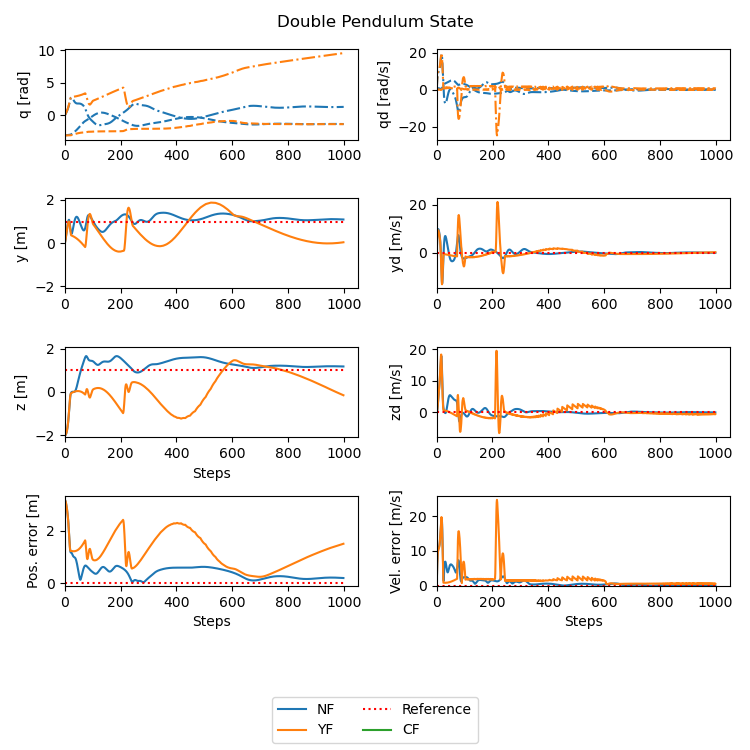 Double Pendulum State
q [rad]
10
5
0
0 200 400 600 800 1000
qd [rad/s]
20
0
−20
0 200 400 600 800 1000
y [m]
2
0
−2
0 200 400 600 800 1000
yd [m/s]
20
0
0 200 400 600 800 1000
z [m]
2
0
−2
0 200 400 600 800 1000
Steps
zd [m/s]
20
10
0
0 200 400 600 800 1000
Pos. error [m]
2
0
0 200 400 600 800 1000
Steps
Vel. error [m/s]
20
10
0
0 200 400 600 800 1000
Steps
NF
YF
Reference
CF